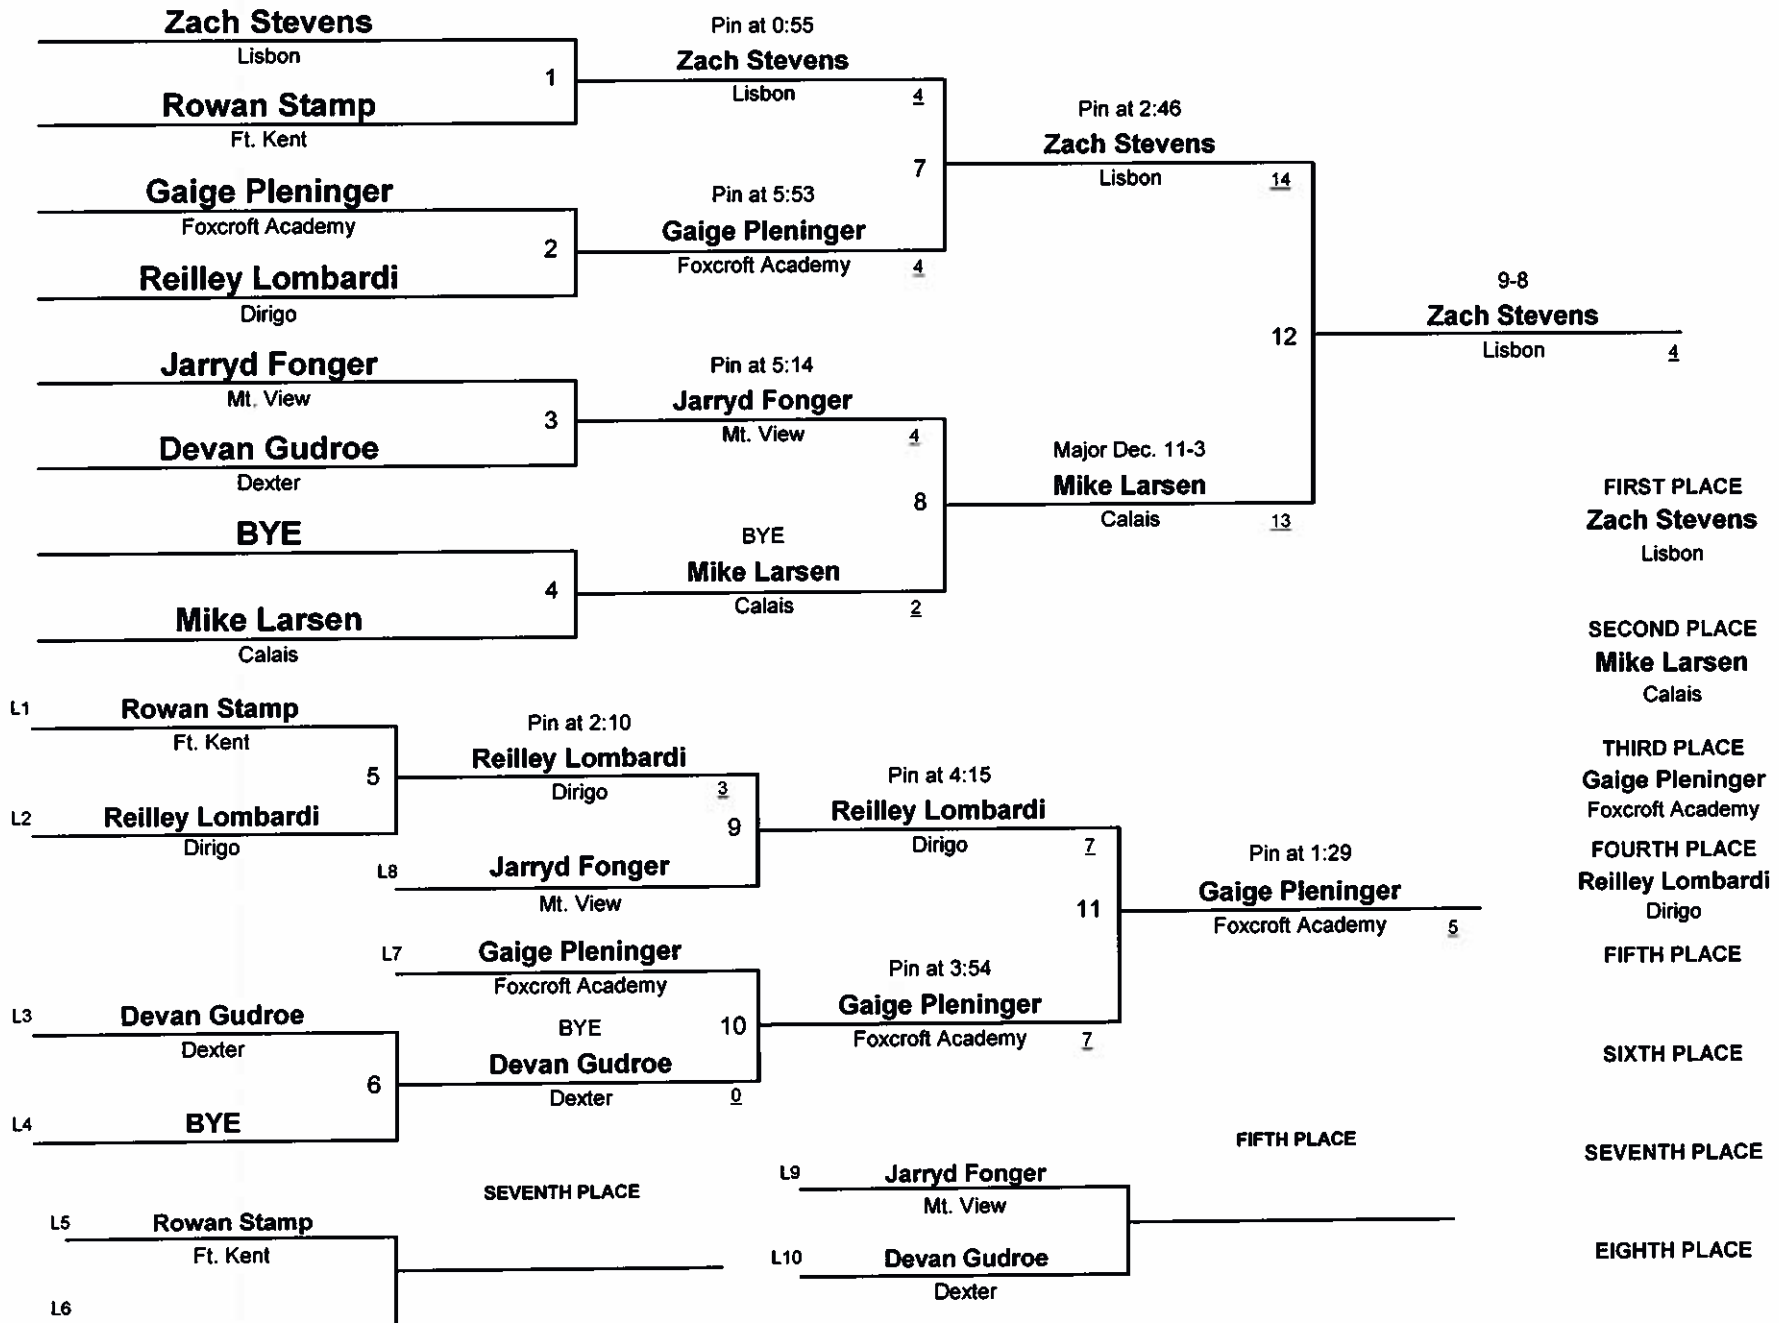 Zach Stevens
Lisbon
1
Rowan Stamp
Ft. Kent
Gaige Pleninger
Foxcroft Academy
2
Reilley Lombardi
Dirigo
Jarryd Fonger
Mt. View
3
Devan Gudroe
Dexter
BYE
4
Mike Larsen
Calais
Pin at 0:55
Zach Stevens
Lisbon 4
7
Pin at 5:53
Gaige Pleninger
Foxcroft Academy 4
Pin at 5:14
Jarryd Fonger
Mt. View 4
8
BYE
Mike Larsen
Calais 2
Pin at 2:46
Zach Stevens
Lisbon 14
12
Major Dec. 11-3
Mike Larsen
Calais 13
9-8
Zach Stevens
Lisbon 4
FIRST PLACE
Zach Stevens
Lisbon
SECOND PLACE
Mike Larsen
Calais
THIRD PLACE
Gaige Pleninger
Foxcroft Academy
FOURTH PLACE
Reilley Lombardi
Dirigo
FIFTH PLACE
SIXTH PLACE
SEVENTH PLACE
EIGHTH PLACE
L1 Rowan Stamp
Ft. Kent
5
L2 Reilley Lombardi
Dirigo
L3 Devan Gudroe
Dexter
6
L4 BYE
Pin at 2:10
Reilley Lombardi
Dirigo 3
9
L8 Jarryd Fonger
Mt. View
L7 Gaige Pleninger
Foxcroft Academy
BYE 10
Devan Gudroe
Dexter 0
Pin at 4:15
Reilley Lombardi
Dirigo 7
11
Pin at 3:54
Gaige Pleninger
Foxcroft Academy 7
Pin at 1:29
Gaige Pleninger
Foxcroft Academy 5
SEVENTH PLACE
L5 Rowan Stamp
Ft. Kent
L6
FIFTH PLACE
L9 Jarryd Fonger
Mt. View
L10 Devan Gudroe
Dexter